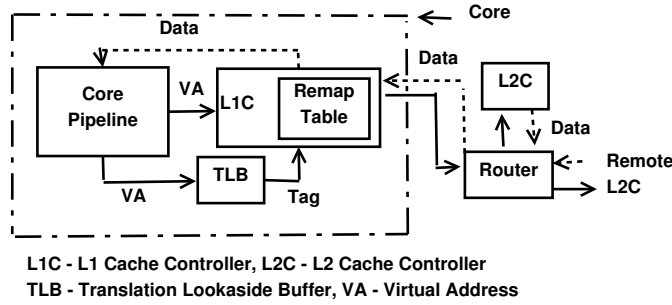 Core
Data
Data
Core
Pipeline
VA
L1C
Remap
Table
L2C
Data
TLB
VA
Tag
Router
Remote
L2C
L1C - L1 Cache Controller, L2C - L2 Cache Controller
TLB - Translation Lookaside Buffer, VA - Virtual Address